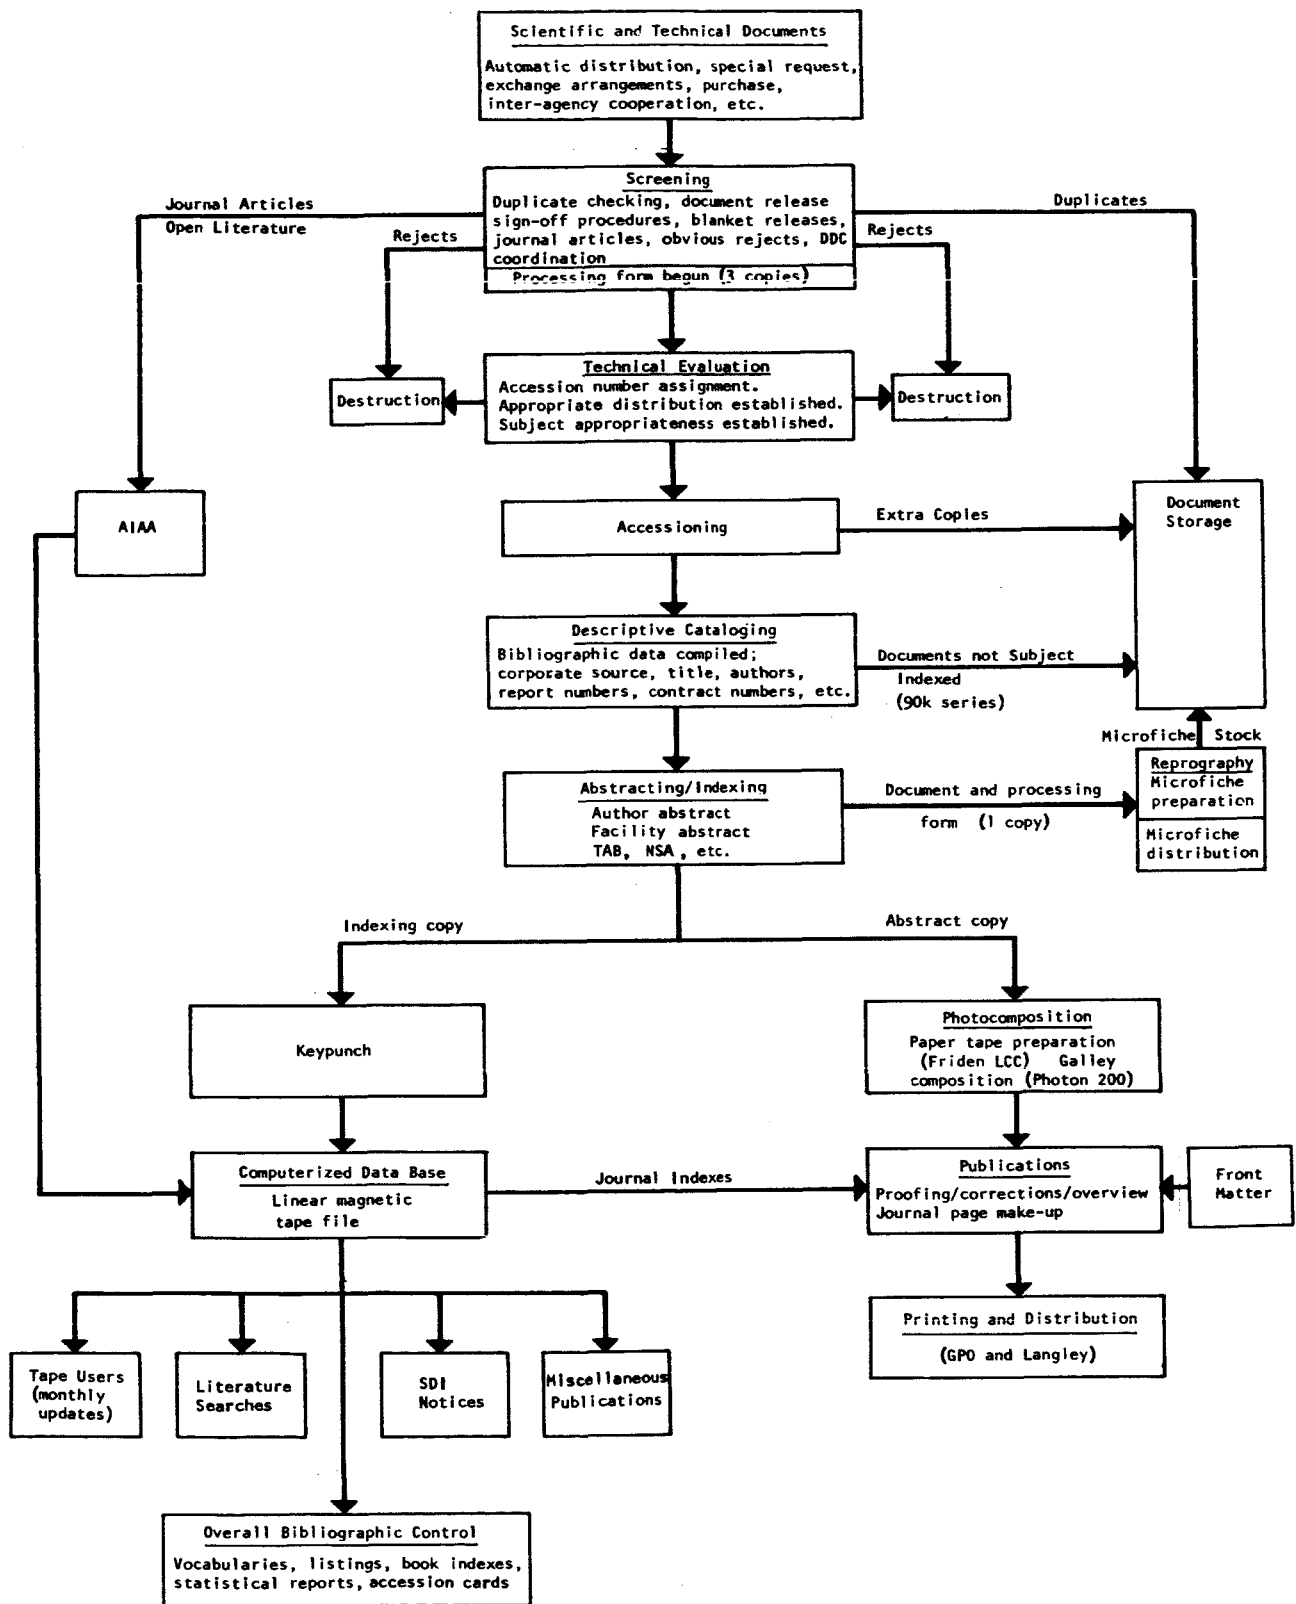 Scientific and Technical Documents
Automatic distribution, special request,
exchange arrangements, purchase,
inter-agency cooperation, etc.
Screening
Duplicate checking, document release
sign-off procedures, blanket releases,
journal articles, obvious rejects, DDC
coordination
Processing form begun (3 copies)
Journal Articles
Open Literature
Rejects
Rejects
Duplicates
Technical Evaluation
Accession number assignment.
Appropriate distribution established.
Subject appropriateness established.
Destruction
Destruction
AIAA
Accessioning
Extra Copies
Document
Storage
Descriptive Cataloging
Bibliographic data compiled;
corporate source, title, authors,
report numbers, contract numbers, etc.
Documents not Subject
Indexed
(90k series)
Microfiche Stock
Reprography
Microfiche
preparation
Microfiche
distribution
Abstracting/Indexing
Author abstract
Facility abstract
TAB, NSA, etc.
Document and processing
form (1 copy)
Indexing copy
Abstract copy
Keypunch
Photocomposition
Paper tape preparation
(Friden LCC) Galley
composition (Photon 200)
Computerized Data Base
Linear magnetic
tape file
Journal Indexes
Publications
Proofing/corrections/overview
Journal page make-up
Front
Matter
Printing and Distribution
(GPO and Langley)
Tape Users
(monthly
updates)
Literature
Searches
SDI
Notices
Miscellaneous
Publications
Overall Bibliographic Control
Vocabularies, listings, book indexes,
statistical reports, accession cards